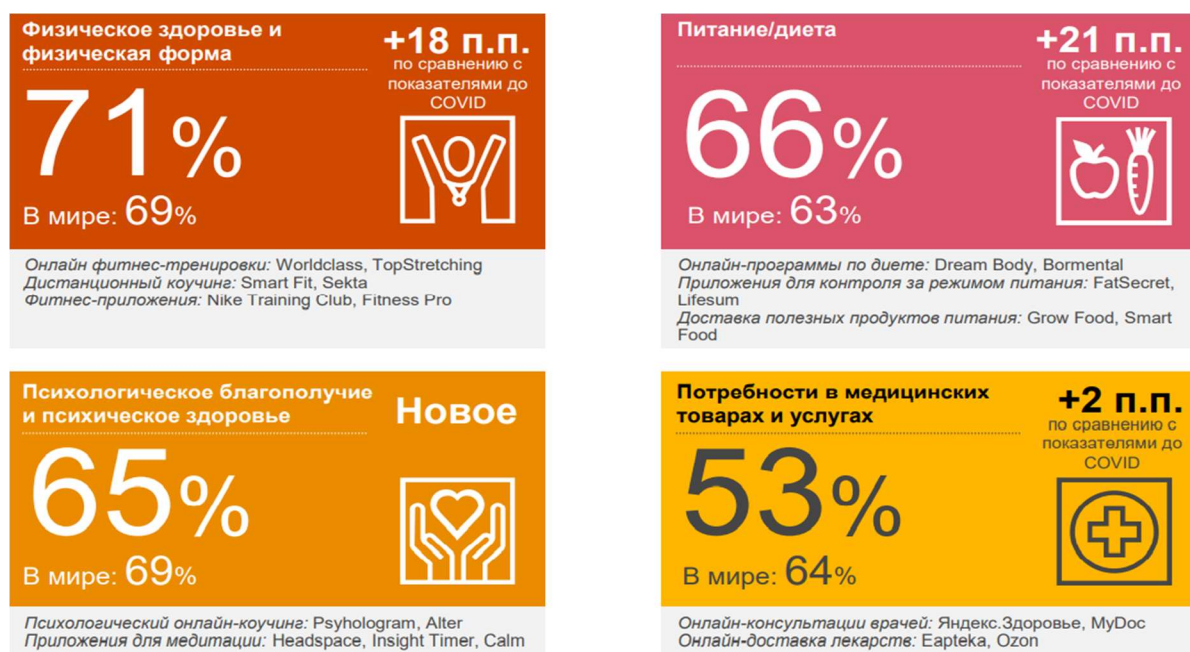 Физическое здоровье и
физическая форма
+18 п.п.
по сравнению с
показателями до
COVID
71%
В мире: 69%
Онлайн фитнес-тренировки: Worldclass, TopStretching
Дистанционный коучинг: Smart Fit, Sekta
Фитнес-приложения: Nike Training Club, Fitness Pro
Питание/диета
+21 п.п.
по сравнению с
показателями до
COVID
66%
В мире: 63%
Онлайн-программы по диете: Dream Body, Bormental
Приложения для контроля за режимом питания: FatSecret,
Lifesum
Доставка полезных продуктов питания: Grow Food, Smart
Food
Психологическое благополучие
и психическое здоровье
Новое
65%
В мире: 69%
Психологический онлайн-коучинг: Psyhologram, Alter
Приложения для медитации: Headspace, Insight Timer, Calm
Потребности в медицинских
товарах и услугах
+2 п.п.
по сравнению с
показателями до
COVID
53%
В мире: 64%
Онлайн-консультации врачей: Яндекс.Здоровье, MyDoc
Онлайн-доставка лекарств: Eapteka, Ozon